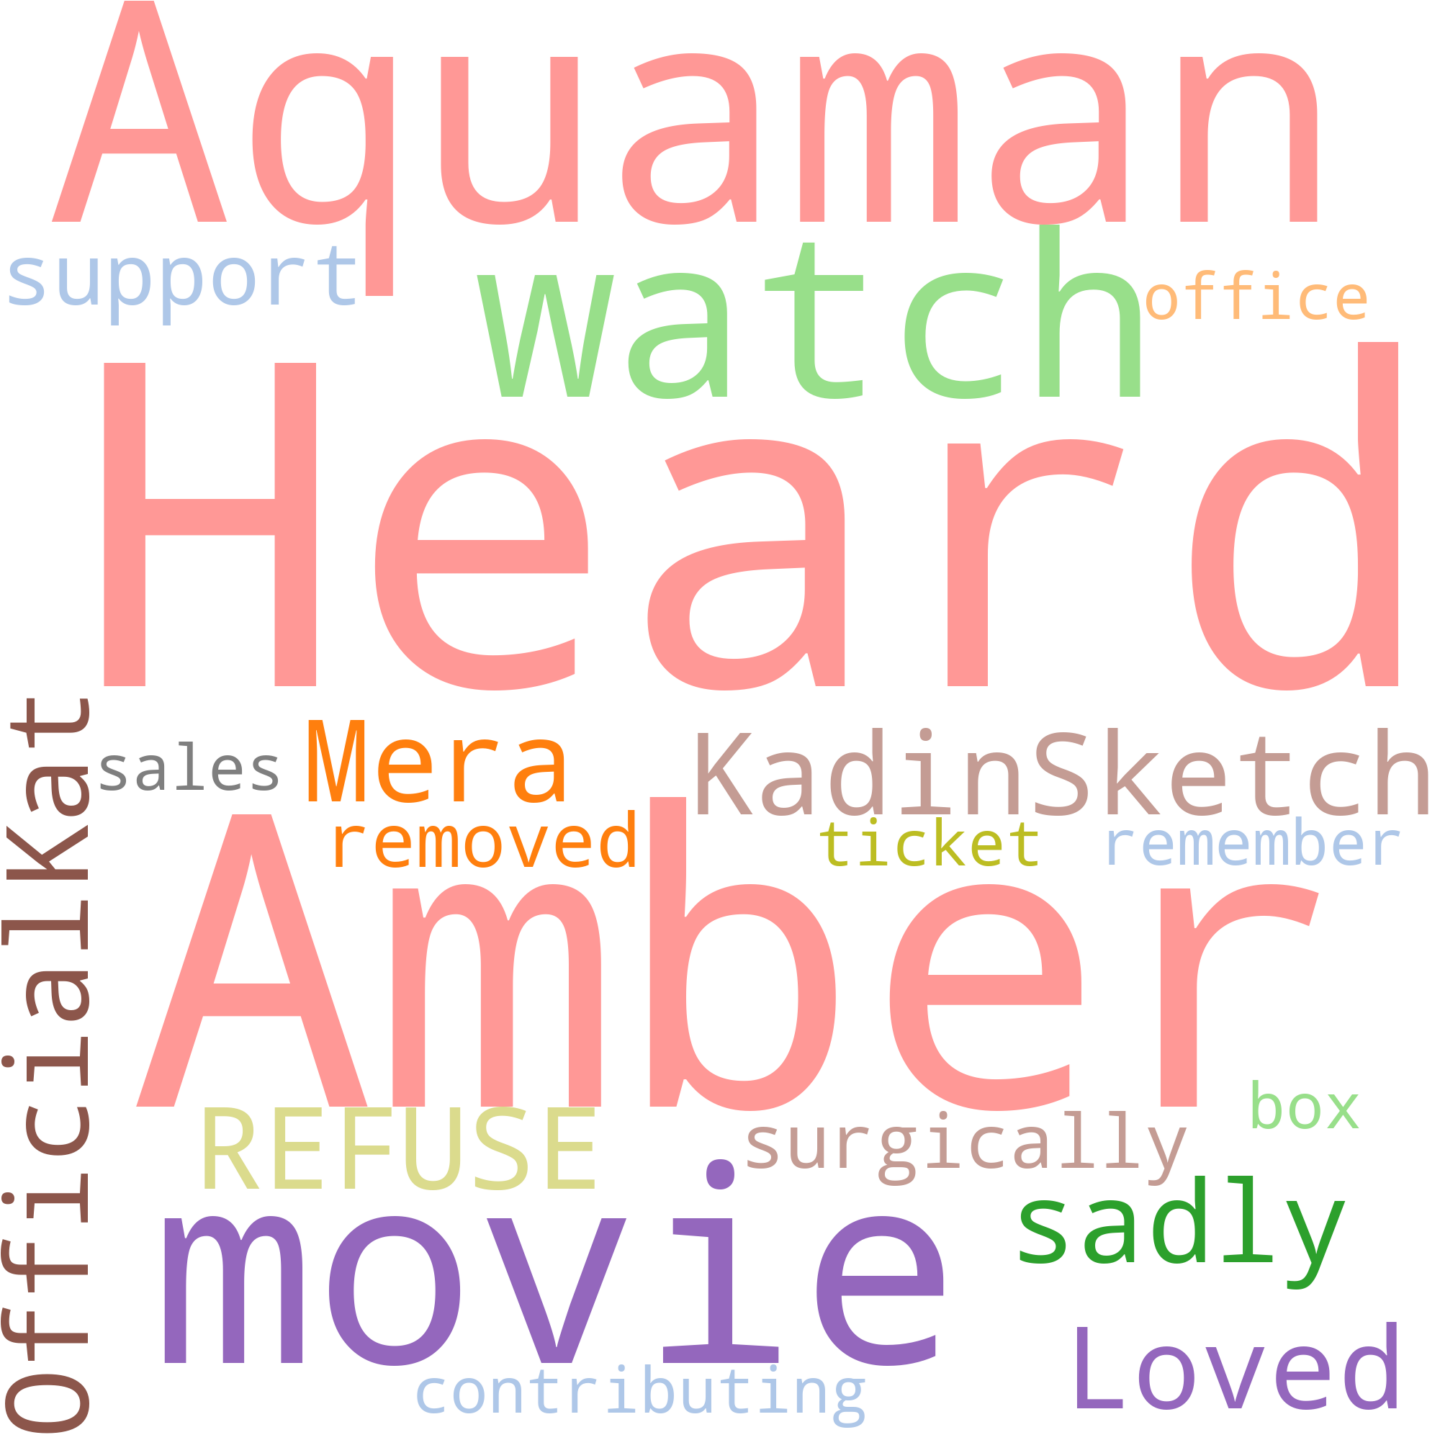 Aquaman
support
watch
office
Heard
OfficialKat
sales
Mera
KadinSketch
removed
ticket
remember
Amber
REFUSE
surgically
box
movie
sadly
contributing
Loved